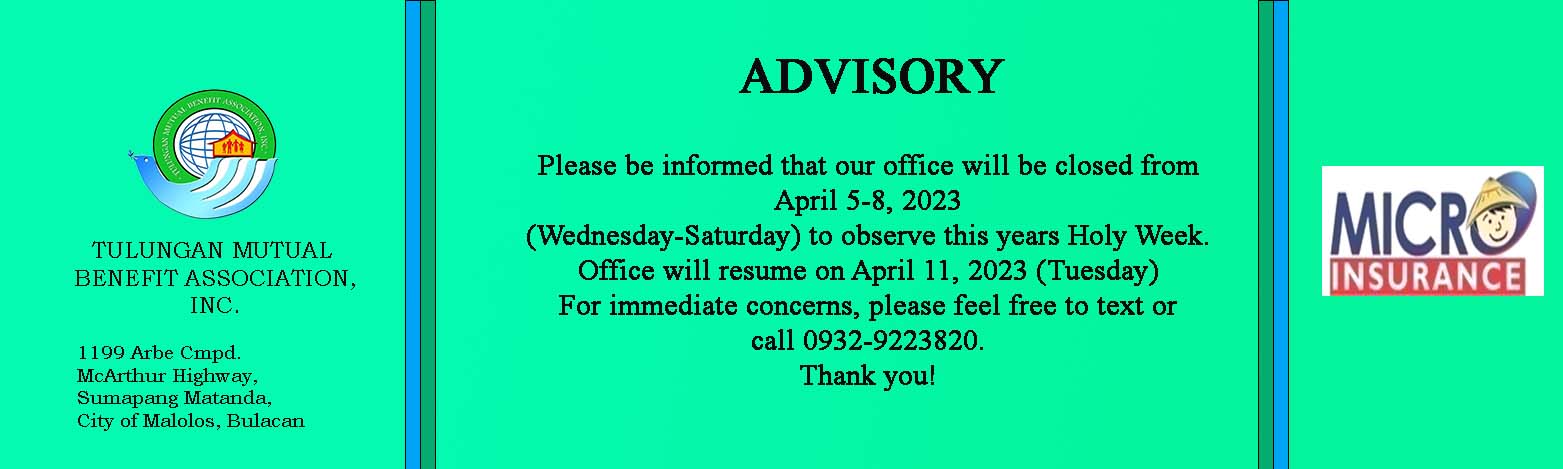 TULUNGAN MUTUAL BENEFIT ASSOCIATION, INC.
TULUNGAN MUTUAL
BENEFIT ASSOCIATION,
INC.
1199 Arbe Cmpd.
McArthur Highway,
Sumapang Matanda,
City of Malolos, Bulacan
ADVISORY
Please be informed that our office will be closed from
April 5-8, 2023
(Wednesday-Saturday) to observe this years Holy Week.
Office will resume on April 11, 2023 (Tuesday)
For immediate concerns, please feel free to text or
call 0932-9223820.
Thank you!
MICRO
INSURANCE